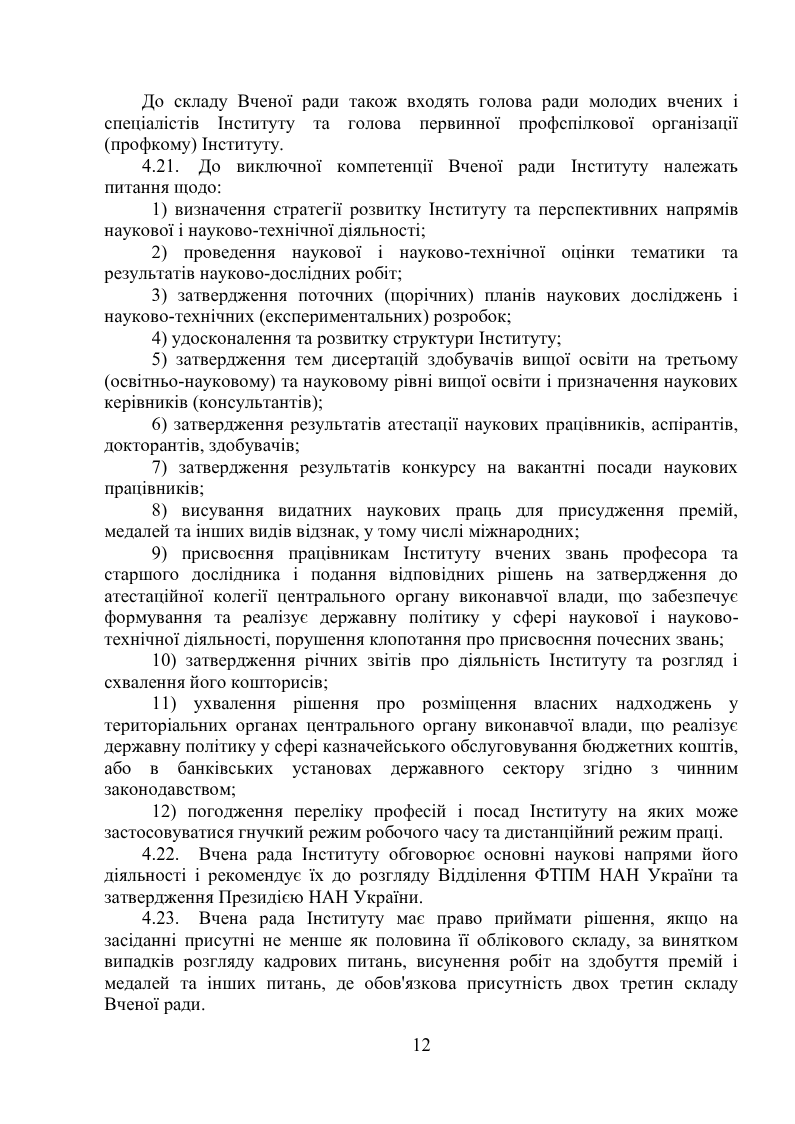 До складу Вченої ради також входять голова ради молодих вчених і
спеціалістів Інституту та голова первинної профспілкової організації
(профкому) Інституту.
4.21. До виключної компетенції Вченої ради Інституту належать
питання щодо:
1) визначення стратегії розвитку Інституту та перспективних напрямів
наукової і науково-технічної діяльності;
2) проведення наукової і науково-технічної оцінки тематики та
результатів науково-дослідних робіт;
3) затвердження поточних (щорічних) планів наукових досліджень і
науково-технічних (експериментальних) розробок;
4) удосконалення та розвитку структури Інституту;
5) затвердження тем дисертацій здобувачів вищої освіти на третьому
(освітньо-науковому) та науковому рівні вищої освіти і призначення наукових
керівників (консультантів);
6) затвердження результатів атестації наукових працівників, аспірантів,
докторантів, здобувачів;
7) затвердження результатів конкурсу на вакантні посади наукових
працівників;
8) висування видатних наукових праць для присудження премій,
медалей та інших видів відзнак, у тому числі міжнародних;
9) присвоєння працівникам Інституту вчених звань професора та
старшого дослідника і подання відповідних рішень на затвердження до
атестаційної колегії центрального органу виконавчої влади, що забезпечує
формування та реалізує державну політику у сфері наукової і науково-
технічної діяльності, порушення клопотання про присвоєння почесних звань;
10) затвердження річних звітів про діяльність Інституту та розгляд і
схвалення його кошторисів;
11) ухвалення рішення про розміщення власних надходжень у
територіальних органах центрального органу виконавчої влади, що реалізує
державну політику у сфері казначейського обслуговування бюджетних коштів,
або в банківських установах державного сектору згідно з чинним
законодавством;
12) погодження переліку професій і посад Інституту на яких може
застосовуватися гнучкий режим робочого часу та дистанційний режим праці.
4.22. Вчена рада Інституту обговорює основні наукові напрями його
діяльності і рекомендує їх до розгляду Відділення ФТПМ НАН України та
затвердження Президією НАН України.
4.23. Вчена рада Інституту має право приймати рішення, якщо на
засіданні присутні не менше як половина її облікового складу, за винятком
випадків розгляду кадрових питань, висунення робіт на здобуття премій і
медалей та інших питань, де обов'язкова присутність двох третин складу
Вченої ради.
12